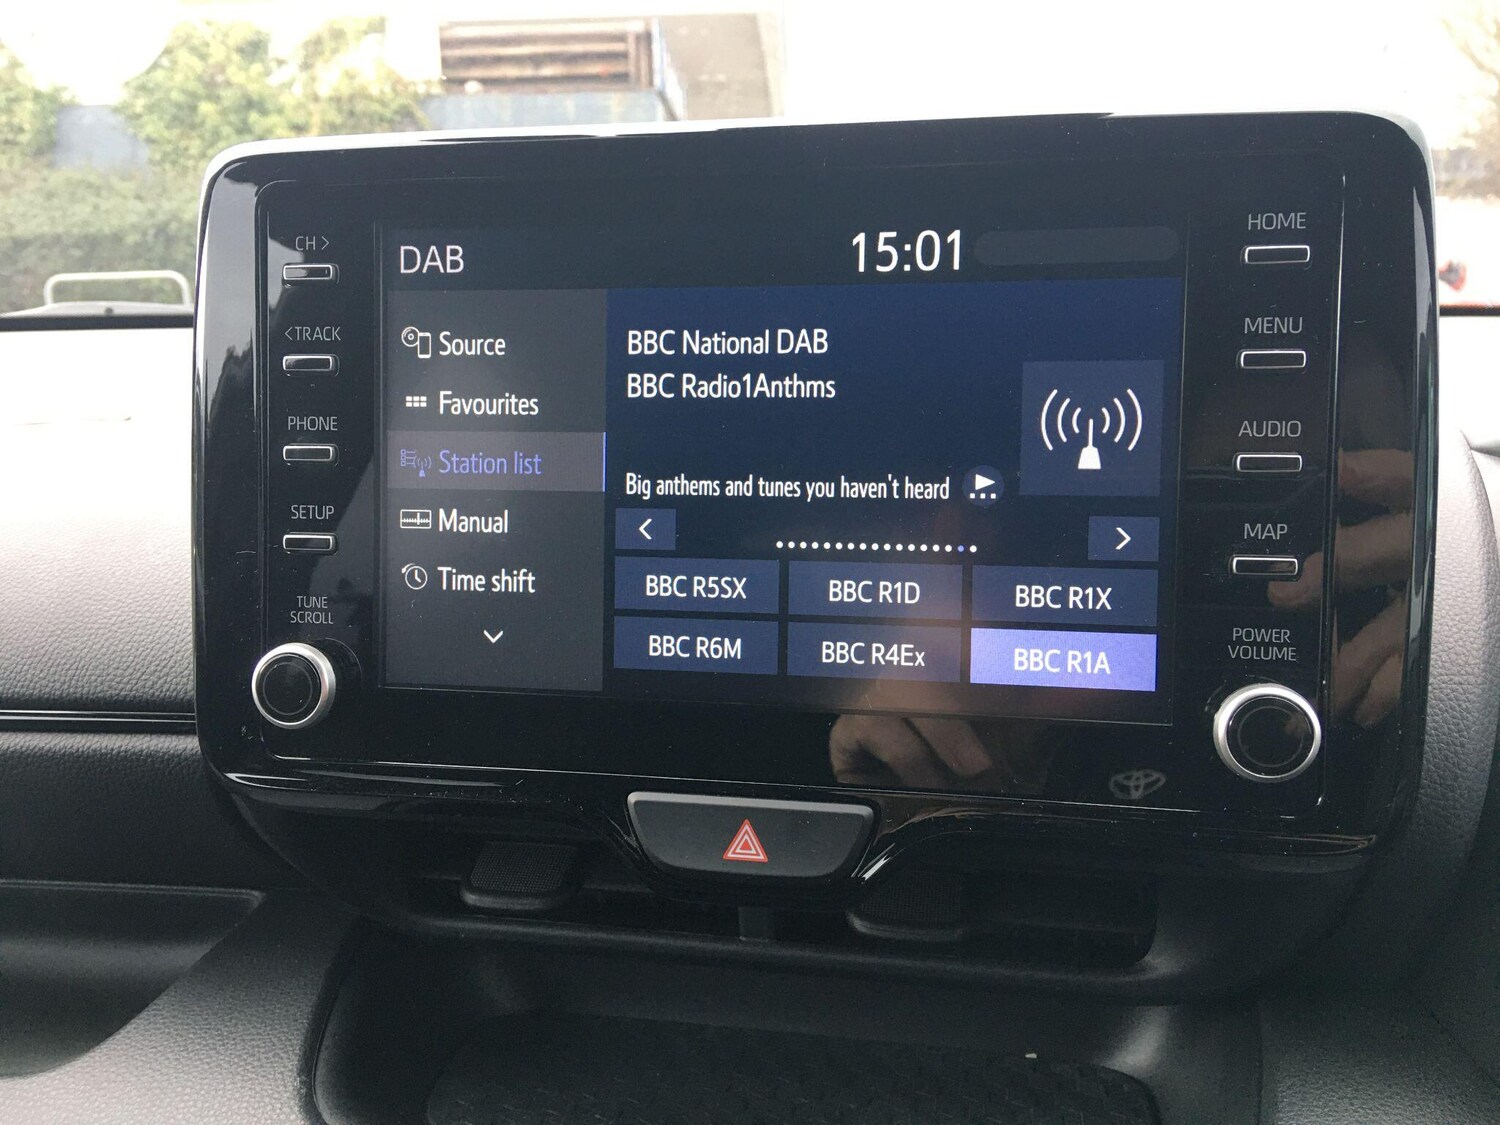 CH >
< TRACK
PHONE
SETUP
TUNE
SCROLL
DAB
15:01
Source
Favourites
Station list
Manual
Time shift
BBC National DAB
BBC Radio1Anthms
Big anthems and tunes you haven't heard
BBC R5SX
BBC R1D
BBC R1X
BBC R6M
BBC R4Ex
BBC R1A
HOME
MENU
AUDIO
MAP
POWER
VOLUME